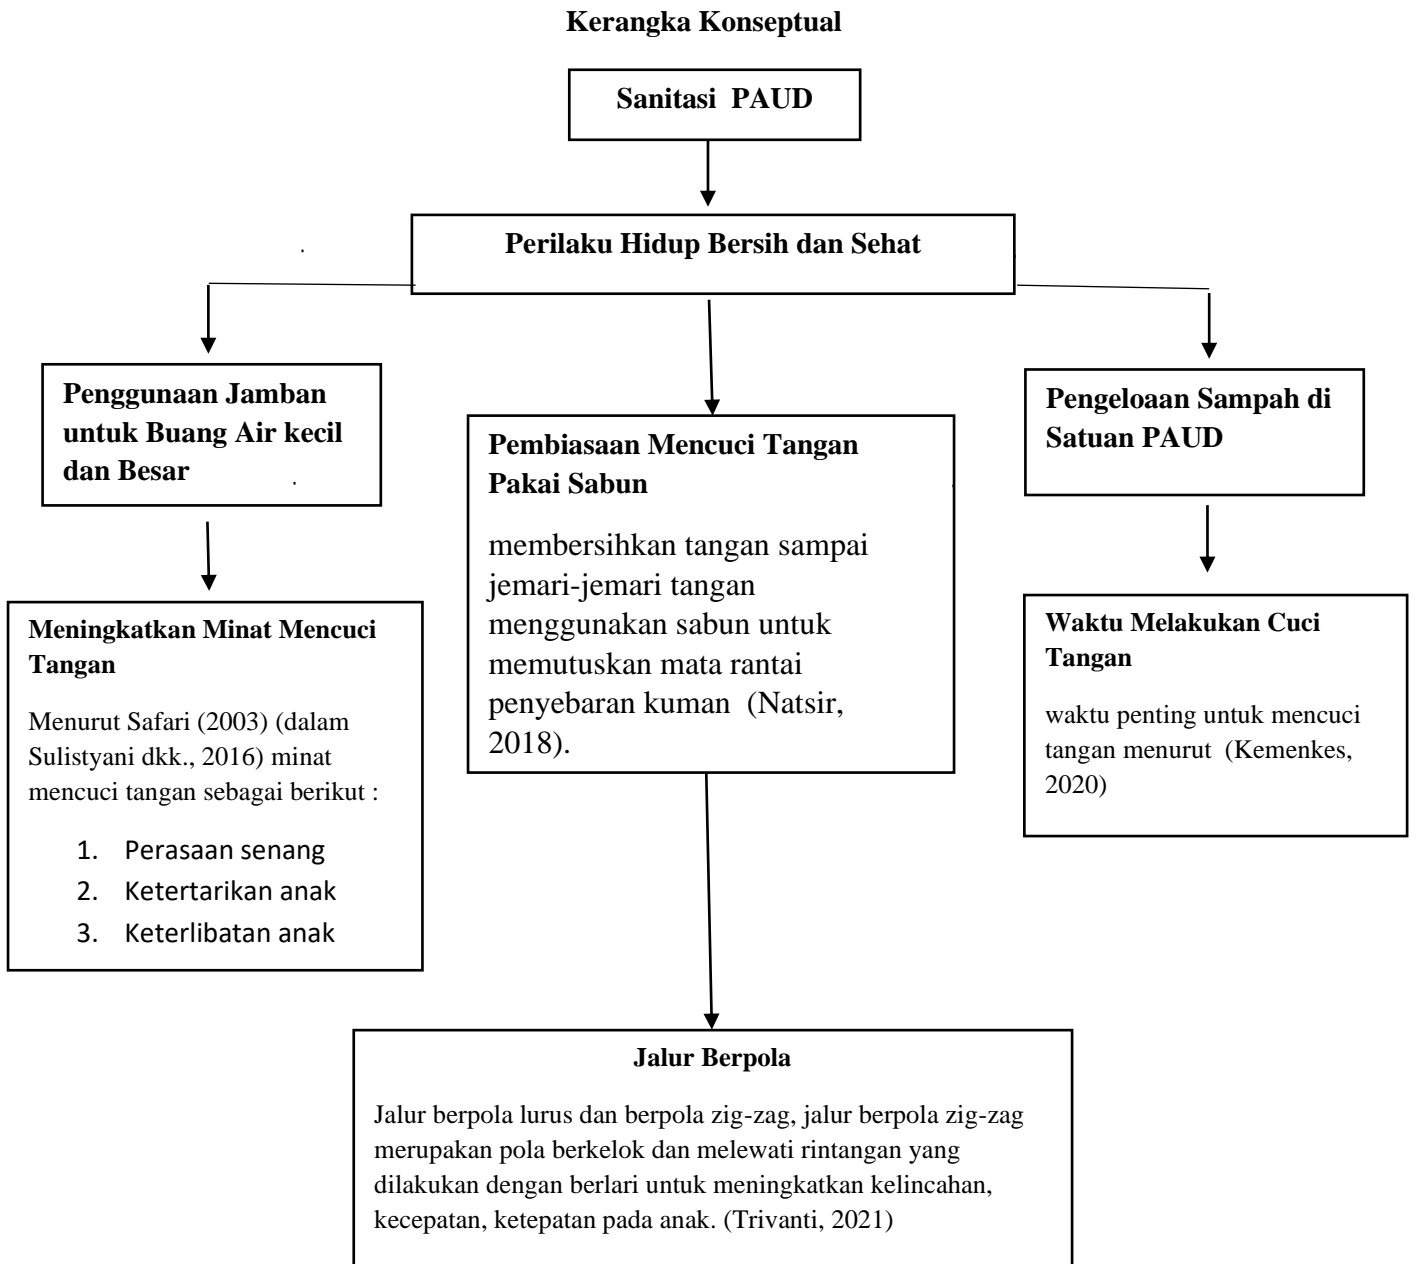 Kerangka Konseptual
Sanitasi PAUD
Perilaku Hidup Bersih dan Sehat
Penggunaan Jamban
untuk Buang Air kecil
dan Besar
Pembiasaan Mencuci Tangan
Pakai Sabun
membersihkan tangan sampai
jemari-jemari tangan
menggunakan sabun untuk
memutuskan mata rantai
penyebaran kuman (Natsir,
2018).
Pengeloaan Sampah di
Satuan PAUD
Meningkatkan Minat Mencuci
Tangan
Menurut Safari (2003) (dalam
Sulistyani dkk., 2016) minat
mencuci tangan sebagai berikut :
1. Perasaan senang
2. Ketertarikan anak
3. Keterlibatan anak
Waktu Melakukan Cuci
Tangan
waktu penting untuk mencuci
tangan menurut (Kemenkes,
2020)
Jalur Berpola
Jalur berpola lurus dan berpola zig-zag, jalur berpola zig-zag
merupakan pola berkelok dan melewati rintangan yang
dilakukan dengan berlari untuk meningkatkan kelincahan,
kecepatan, ketepatan pada anak. (Trivanti, 2021)